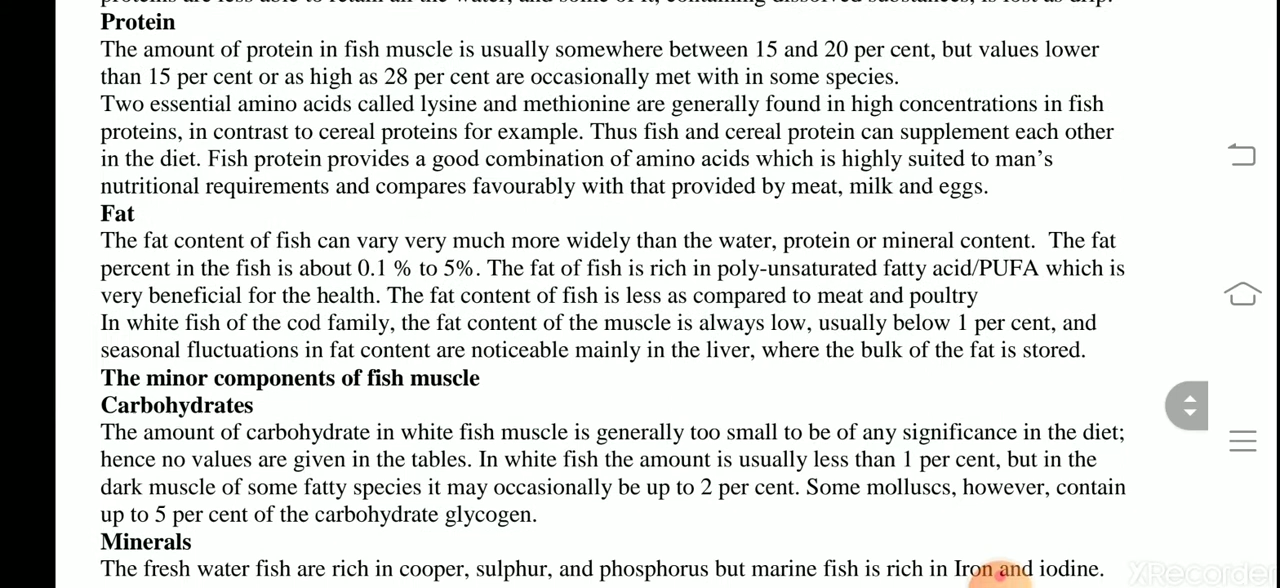 Protein
The amount of protein in fish muscle is usually somewhere between 15 and 20 per cent, but values lower
than 15 per cent or as high as 28 per cent are occasionally met with in some species.
Two essential amino acids called lysine and methionine are generally found in high concentrations in fish
proteins, in contrast to cereal proteins for example. Thus fish and cereal protein can supplement each other
in the diet. Fish protein provides a good combination of amino acids which is highly suited to man’s
nutritional requirements and compares favourably with that provided by meat, milk and eggs.
Fat
The fat content of fish can vary very much more widely than the water, protein or mineral content.  The fat
percent in the fish is about 0.1 % to 5%. The fat of fish is rich in poly-unsaturated fatty acid/PUFA which is
very beneficial for the health. The fat content of fish is less as compared to meat and poultry
In white fish of the cod family, the fat content of the muscle is always low, usually below 1 per cent, and
seasonal fluctuations in fat content are noticeable mainly in the liver, where the bulk of the fat is stored.
The minor components of fish muscle
Carbohydrates
The amount of carbohydrate in white fish muscle is generally too small to be of any significance in the diet;
hence no values are given in the tables. In white fish the amount is usually less than 1 per cent, but in the
dark muscle of some fatty species it may occasionally be up to 2 per cent. Some molluscs, however, contain
up to 5 per cent of the carbohydrate glycogen.
Minerals
The fresh water fish are rich in cooper, sulphur, and phosphorus but marine fish is rich in Iron and iodine.
XRecorder